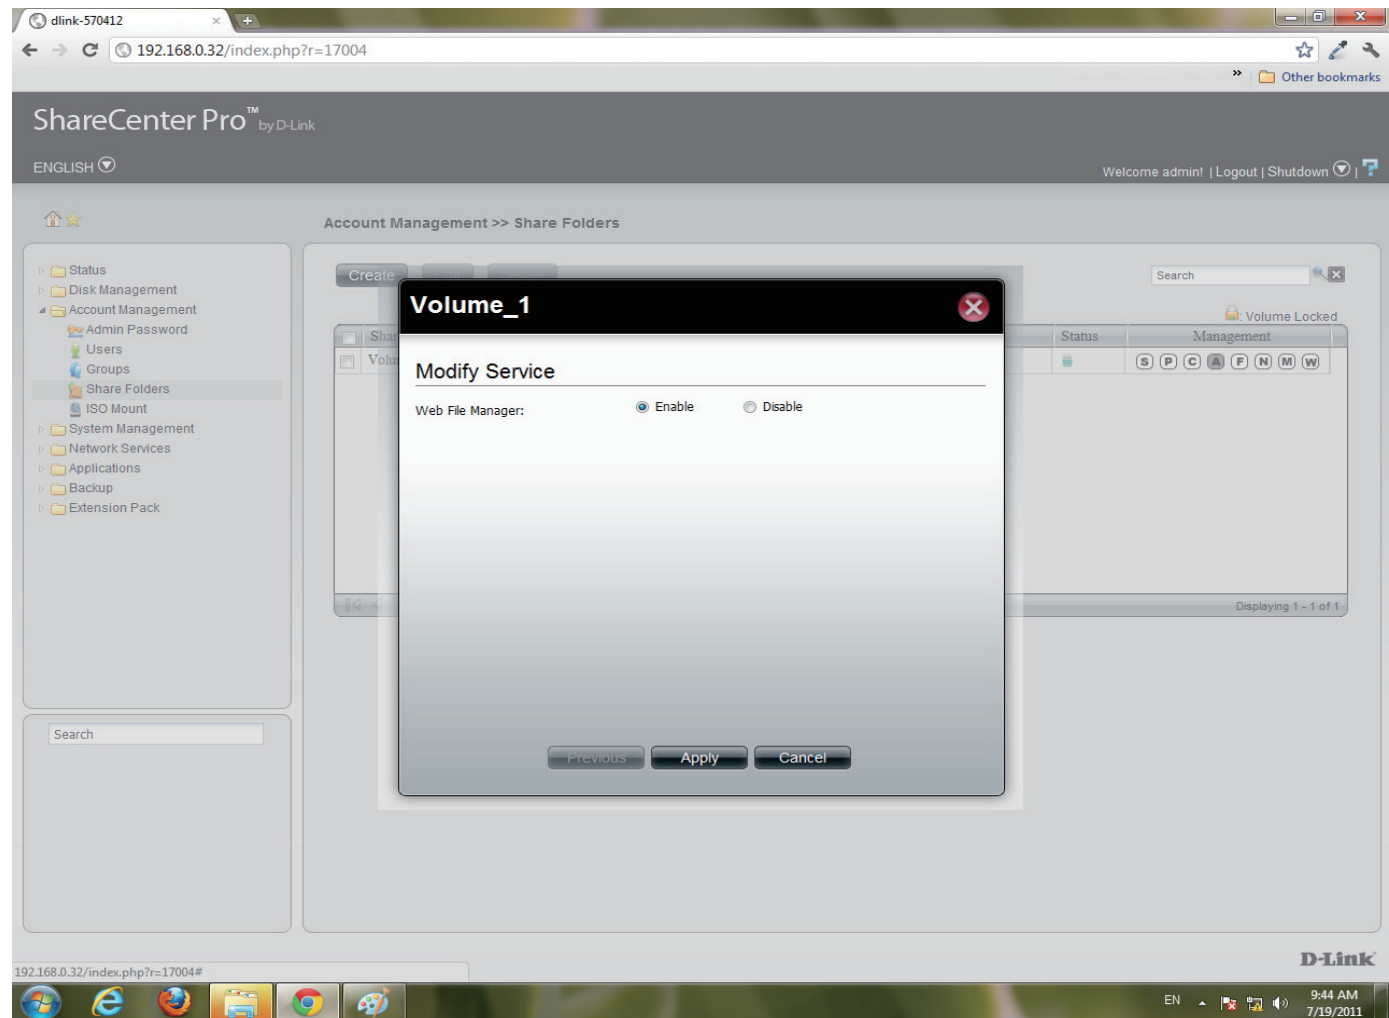 dlink-570412
192.168.0.32/index.php?r=17004
Other bookmarks
ShareCenter Pro™ by D-Link
ENGLISH
Welcome admin! | Logout | Shutdown | ?
Account Management >> Share Folders
Status
Disk Management
Account Management
Admin Password
Users
Groups
Share Folders
ISO Mount
System Management
Network Services
Applications
Backup
Extension Pack
Search
Create
Search
: Volume Locked
Status Management
S P C A F N M W
Displaying 1 - 1 of 1
Volume_1
Modify Service
Web File Manager: Enable Disable
Previous Apply Cancel
D-Link
192.168.0.32/index.php?r=17004#
EN
9:44 AM
7/19/2011